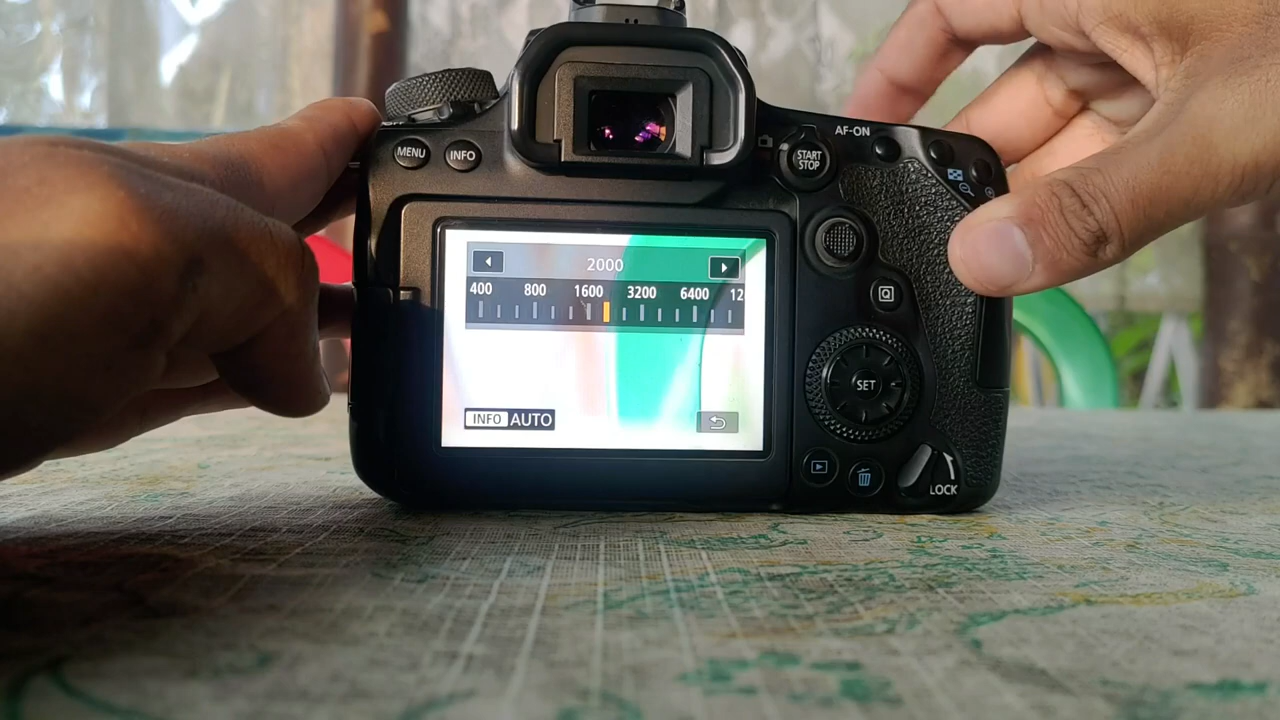 AF-ON
MENU
INFO
START
STOP
2000
400 800 1600 3200 6400 12
Q
SET
INFO AUTO
LOCK